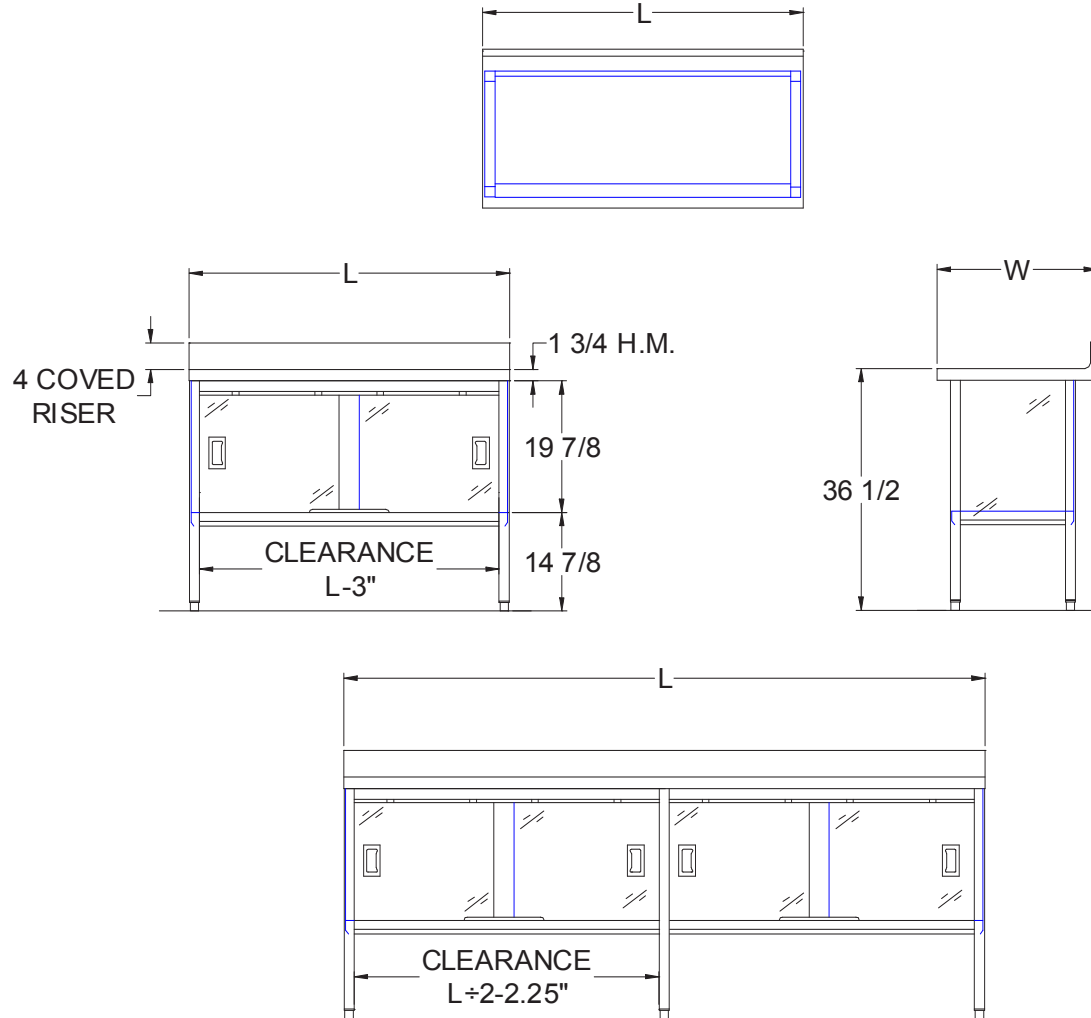 L
L
W
1 3/4 H.M.
4 COVED
RISER
19 7/8
36 1/2
CLEARANCE
L-3"
14 7/8
L
CLEARANCE
L÷2-2.25"